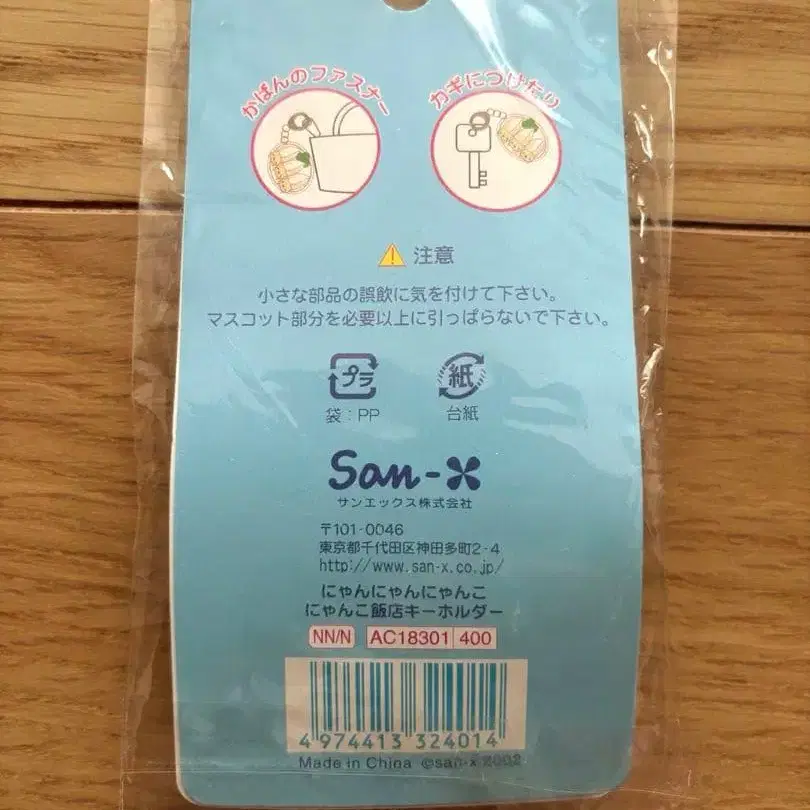 かばんのファスナー
カギにつけたり
注意
小さな部品の誤飲に気を付けて下さい。
マスコット部分を必要以上に引っぱらないで下さい。
プラ
紙
袋：PP
台紙
San-X
サンエックス株式会社
〒101-0046
東京都千代田区神田多町2-4
http://www.san-x.co.jp/
にゃんにゃんにゃんこ
にゃんこ飯店キーホルダー
NN/N AC18301 400
4 974413 324014
Made in China ©san-x 2002